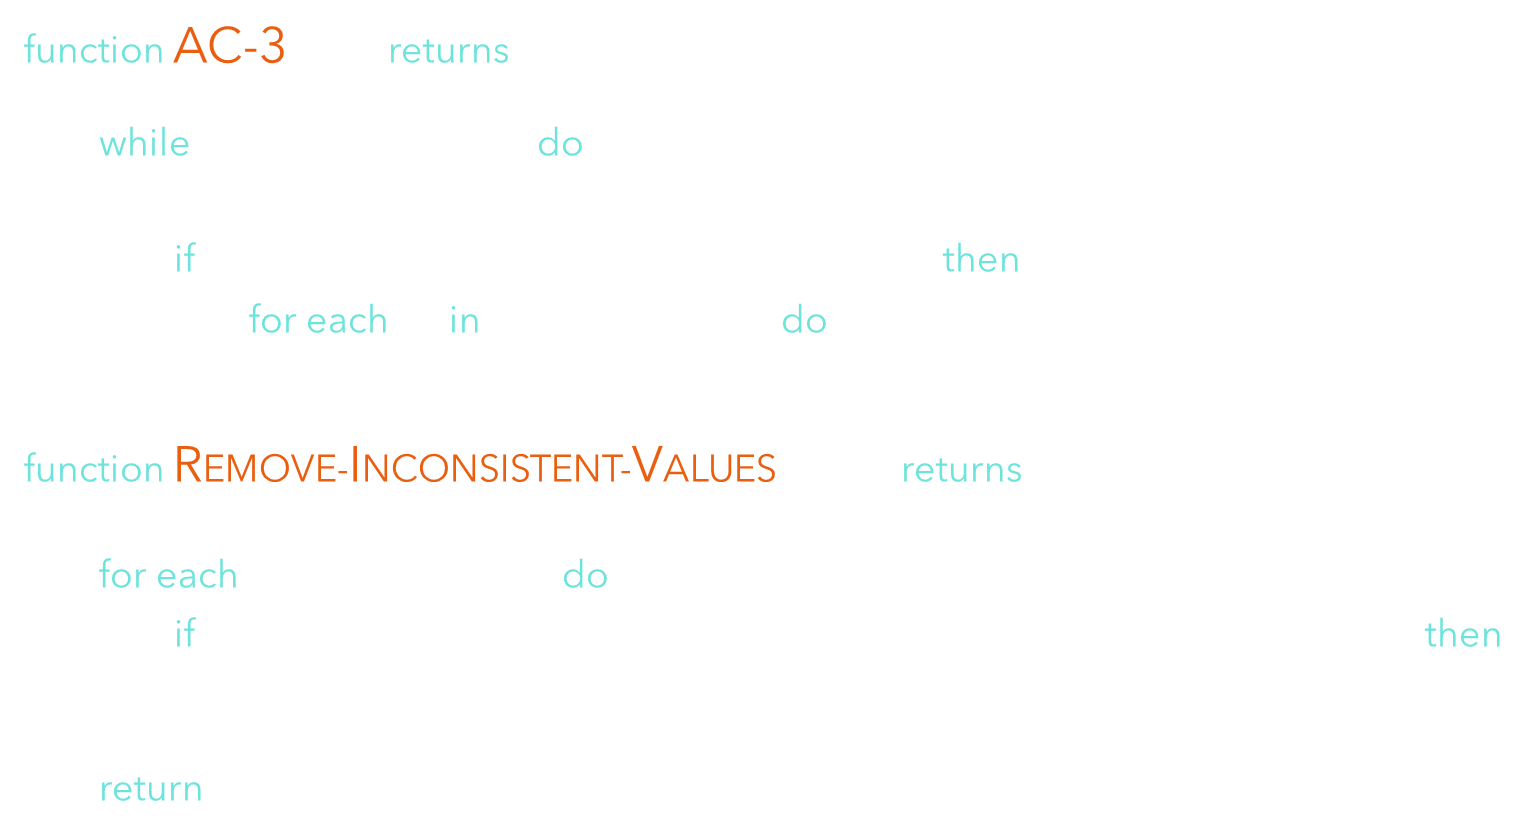 function AC-3 returns
while do
if then
for each in do
function REMOVE-INCONSISTENT-VALUES returns
for each do
if then
return